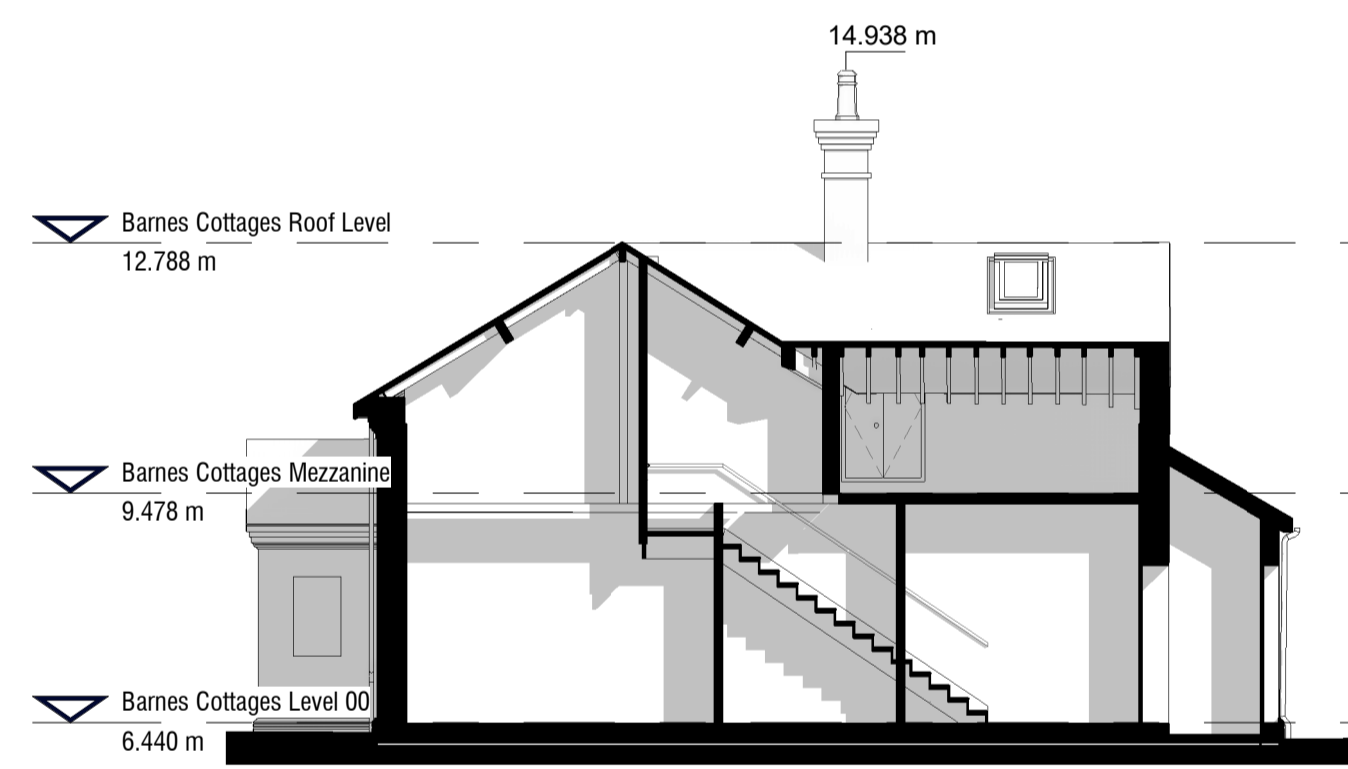 14.938 m
Barnes Cottages Roof Level
12.788 m
Barnes Cottages Mezzanine
9.478 m
Barnes Cottages Level 00
6.440 m